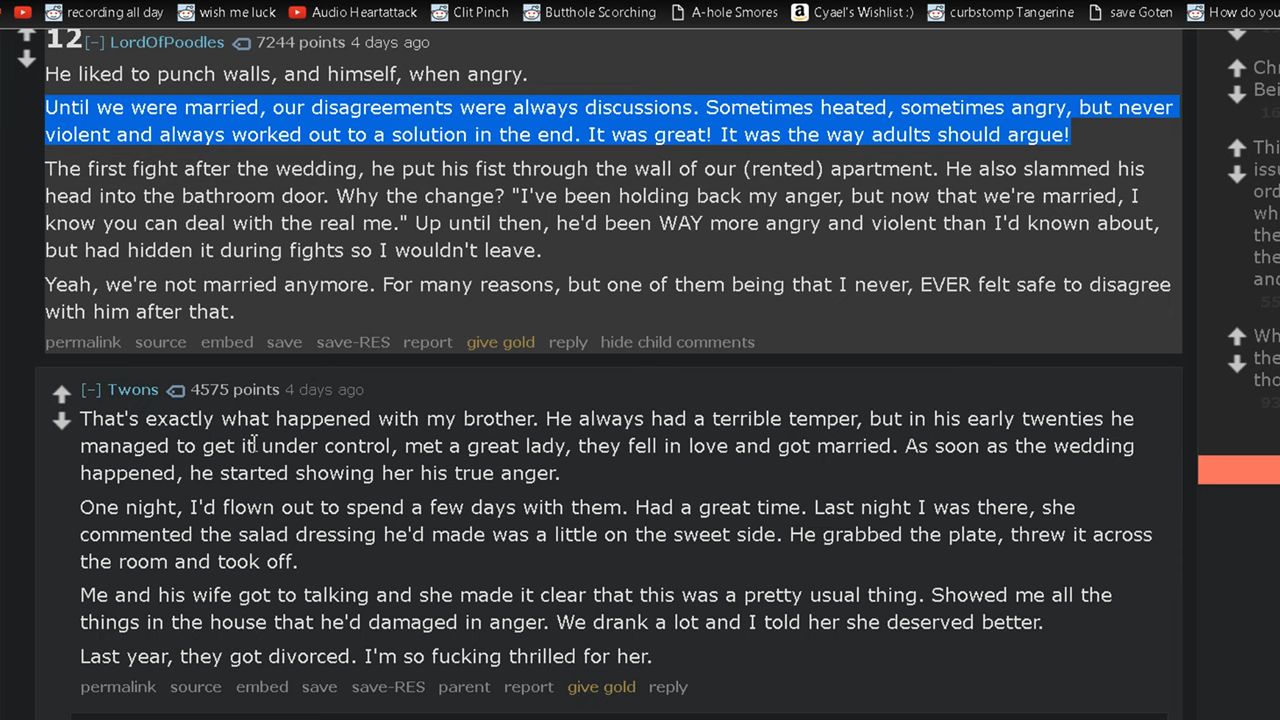 recording all day wish me luck Audio Heartattack Clit Pinch Butthole Scorching A-hole Smores Cyael's Wishlist :) curbstomp Tangerine save Goten How do you
12 [-] LordOfPoodles 7244 points 4 days ago
He liked to punch walls, and himself, when angry.
Until we were married, our disagreements were always discussions. Sometimes heated, sometimes angry, but never
violent and always worked out to a solution in the end. It was great! It was the way adults should argue!
The first fight after the wedding, he put his fist through the wall of our (rented) apartment. He also slammed his
head into the bathroom door. Why the change? "I've been holding back my anger, but now that we're married, I
know you can deal with the real me." Up until then, he'd been WAY more angry and violent than I'd known about,
but had hidden it during fights so I wouldn't leave.
Yeah, we're not married anymore. For many reasons, but one of them being that I never, EVER felt safe to disagree
with him after that.
permalink source embed save save-RES report give gold reply hide child comments
[-] Twons 4575 points 4 days ago
That's exactly what happened with my brother. He always had a terrible temper, but in his early twenties he
managed to get it under control, met a great lady, they fell in love and got married. As soon as the wedding
happened, he started showing her his true anger.
One night, I'd flown out to spend a few days with them. Had a great time. Last night I was there, she
commented the salad dressing he'd made was a little on the sweet side. He grabbed the plate, threw it across
the room and took off.
Me and his wife got to talking and she made it clear that this was a pretty usual thing. Showed me all the
things in the house that he'd damaged in anger. We drank a lot and I told her she deserved better.
Last year, they got divorced. I'm so fucking thrilled for her.
permalink source embed save save-RES parent report give gold reply
Chr
Bei
Thi
iss
ord
wh
the
the
and
Wh
the
tho